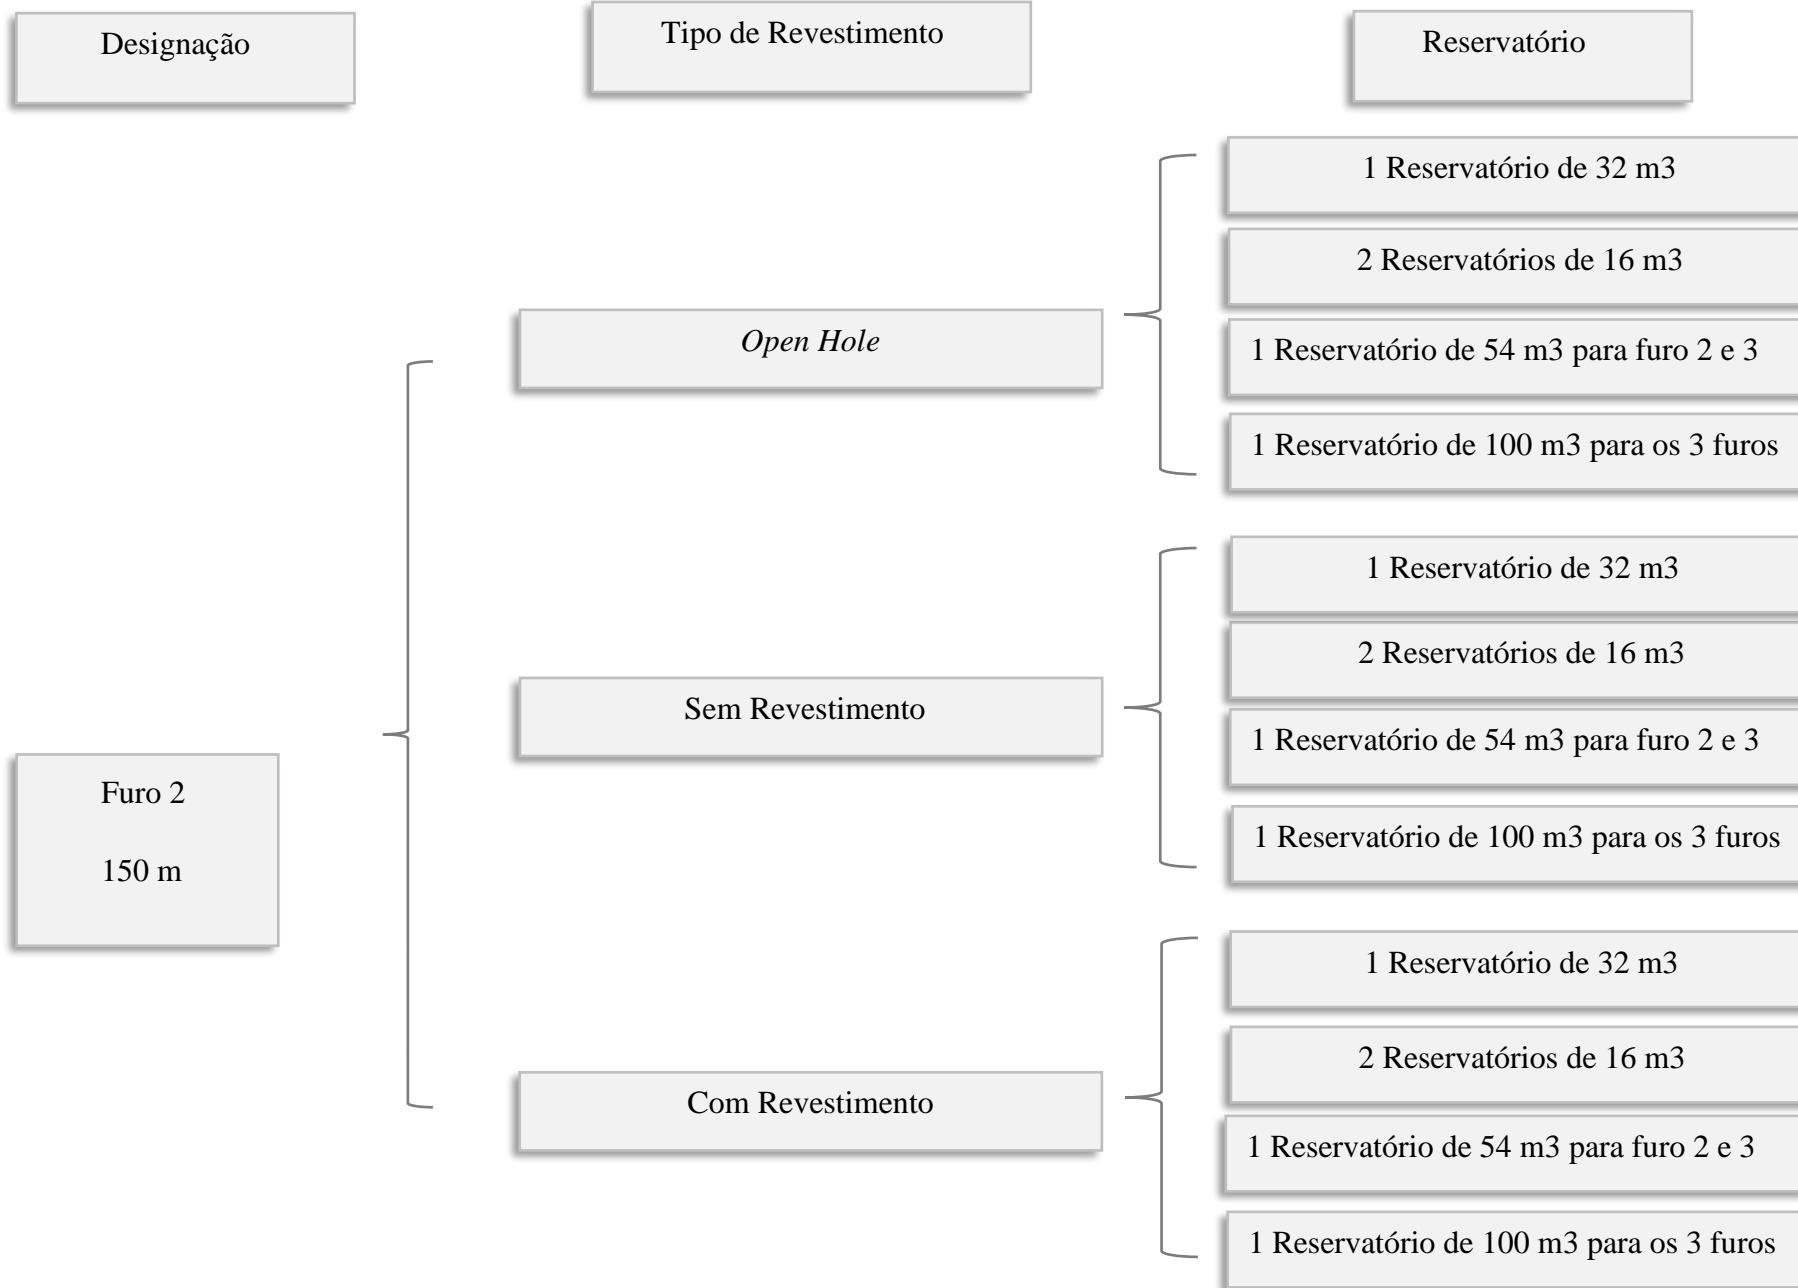 Designação
Tipo de Revestimento
Reservatório
1 Reservatório de 32 m3
2 Reservatórios de 16 m3
Open Hole
1 Reservatório de 54 m3 para furo 2 e 3
1 Reservatório de 100 m3 para os 3 furos
1 Reservatório de 32 m3
2 Reservatórios de 16 m3
Sem Revestimento
1 Reservatório de 54 m3 para furo 2 e 3
Furo 2
150 m
1 Reservatório de 100 m3 para os 3 furos
1 Reservatório de 32 m3
2 Reservatórios de 16 m3
Com Revestimento
1 Reservatório de 54 m3 para furo 2 e 3
1 Reservatório de 100 m3 para os 3 furos